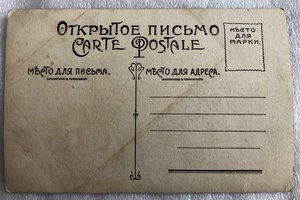 ОТКРЫТОЕ ПИСЬМО
CARTE POSTALE
МѢСТО
ДЛЯ
МАРКИ.
МѢСТО ДЛЯ ПИСЬМА.
МѢСТО ДЛЯ АДРЕСА.